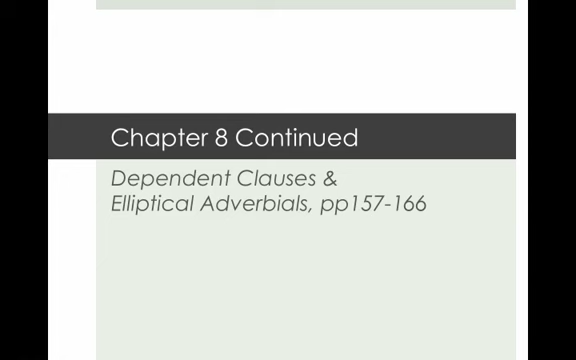 Chapter 8 Continued
Dependent Clauses &
Elliptical Adverbials, pp157-166